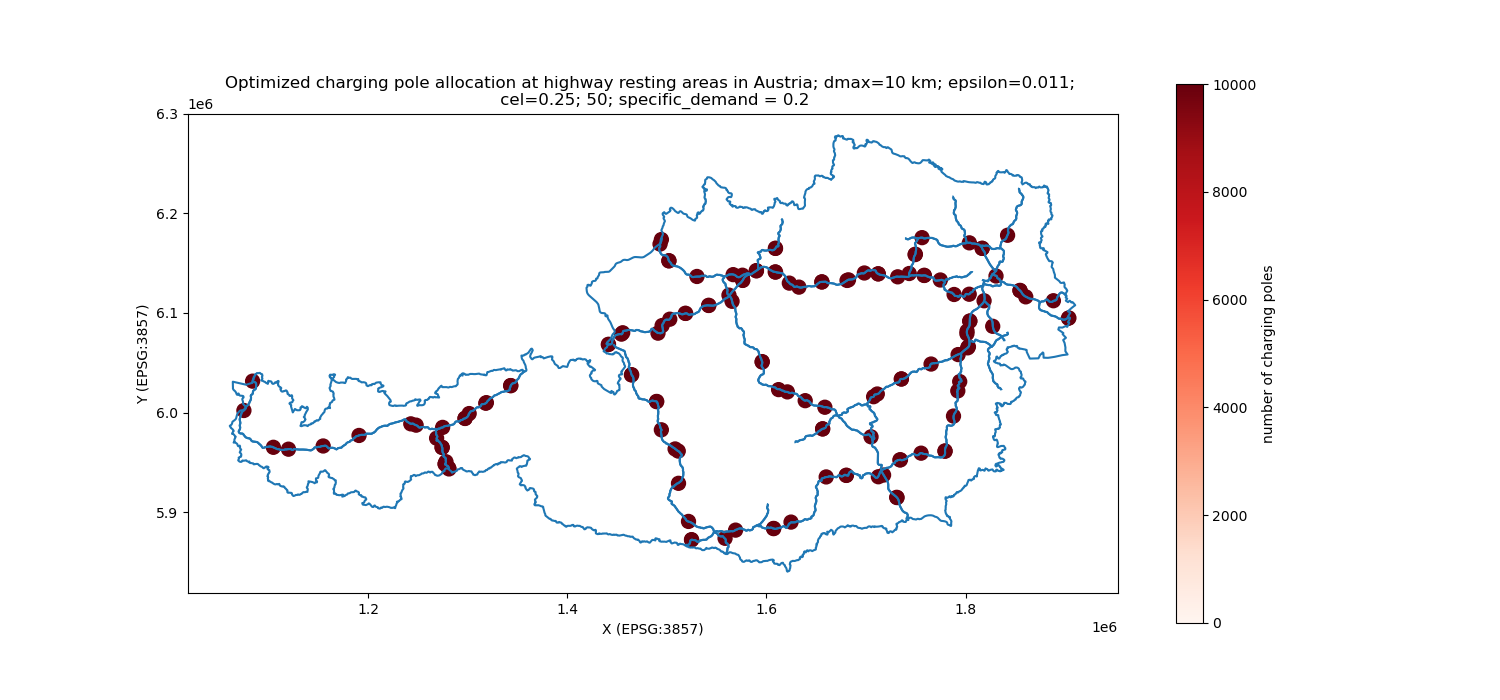 Optimized charging pole allocation at highway resting areas in Austria; dmax=10 km; epsilon=0.011;
cel=0.25; 50; specific_demand = 0.2
1e6
6.3
6.2
6.1
6.0
5.9
Y (EPSG:3857)
1.2
1.4
1.6
1.8
X (EPSG:3857)
1e6
10000
8000
6000
4000
2000
0
number of charging poles